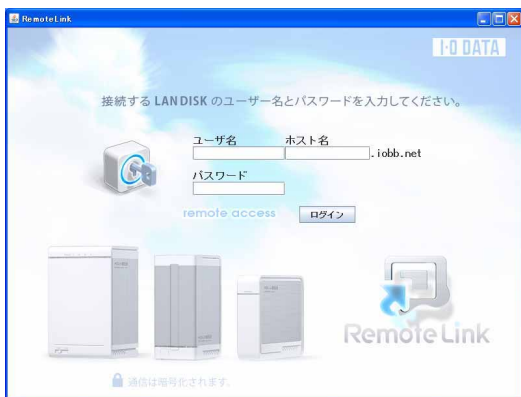 RemoteLink
I-O DATA
接続する LAN DISK のユーザー名とパスワードを入力してください。
ユーザ名 ホスト名
.iobb.net
パスワード
remote access ログイン
Remote Link
通信は暗号化されます。